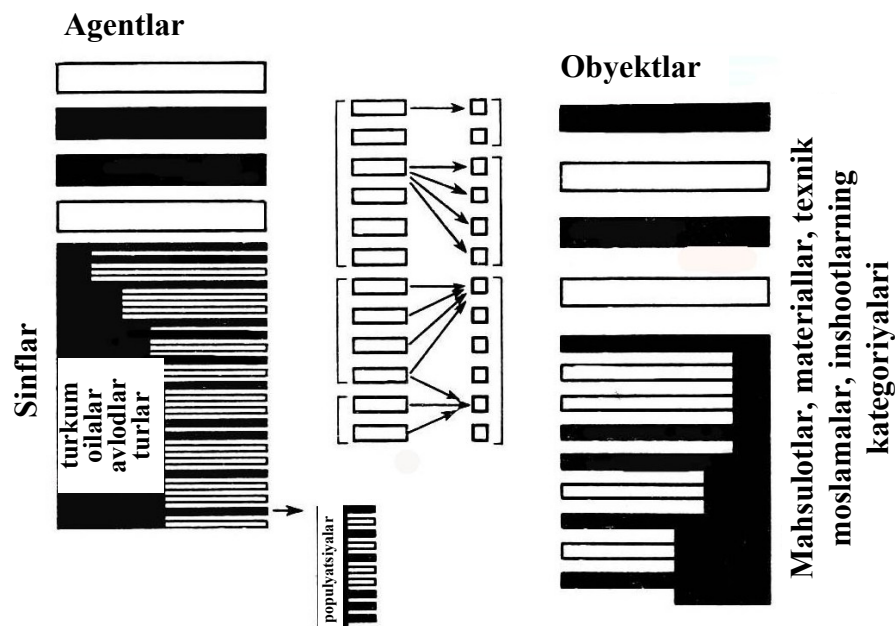 Agentlar
Obyektlar
Sinflar
turkum
oilalar
avlodlar
turlar
populyatsiyalar
Mahsulotlar, materiallar, texnik
moslamalar, inshootlarning
kategoriyalari